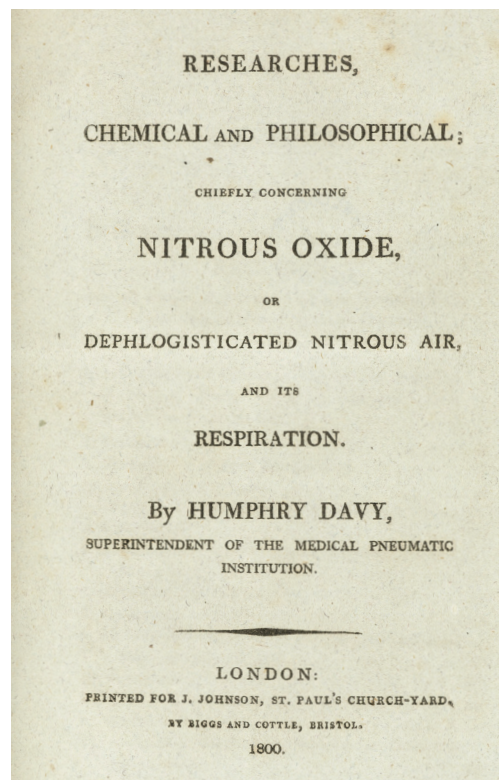 RESEARCHES,
CHEMICAL AND PHILOSOPHICAL;
CHIEFLY CONCERNING
NITROUS OXIDE,
OR
DEPHLOGISTICATED NITROUS AIR,
AND ITS
RESPIRATION.
By HUMPHRY DAVY,
SUPERINTENDENT OF THE MEDICAL PNEUMATIC
INSTITUTION.
LONDON:
PRINTED FOR J. JOHNSON, ST. PAUL'S CHURCH-YARD,
BY BIGGS AND COTTLE, BRISTOL.
1800.